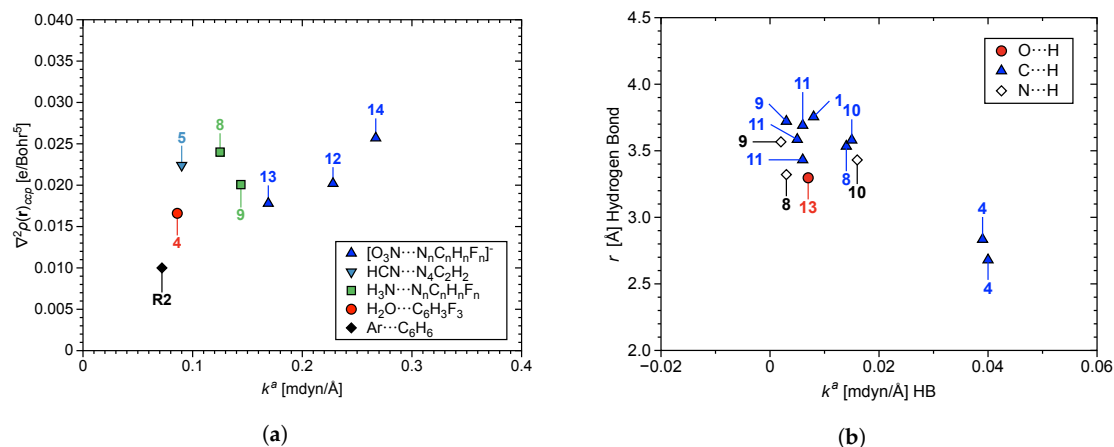 0.040
0.035
0.030
0.025
0.020
0.015
0.010
0.005
0
∇²ρ(r)ccp [e/Bohr⁵]
14
8
5
12
13
9
4
R2
[O₃N···NₙCₙHₙFₙ]⁻
HCN···N₄C₂H₂
H₃N···NₙCₙHₙFₙ
H₂O···C₆H₃F₃
Ar···C₆H₆
0 0.1 0.2 0.3 0.4
kᵃ [mdyn/Å]
(a)
4.5
4.0
3.5
3.0
2.5
2.0
r [Å] Hydrogen Bond
O···H
C···H
N···H
11
9 1 10
11
9
11
8 10
8 13
4
4
−0.02 0 0.02 0.04 0.06
kᵃ [mdyn/Å] HB
(b)